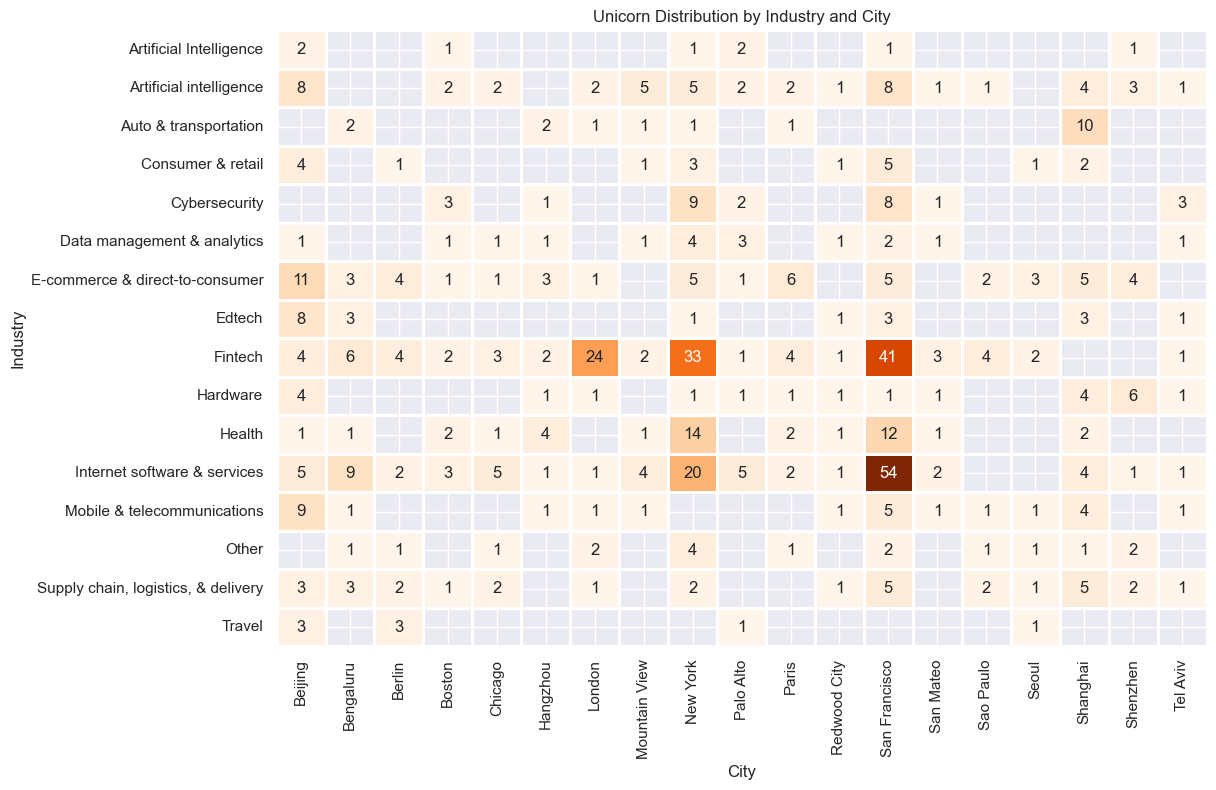 Unicorn Distribution by Industry and City
Artificial Intelligence 2 1 1 2 1 1
Artificial intelligence 8 2 2 2 5 5 2 2 1 8 1 1 4 3 1
Auto & transportation 2 2 1 1 1 1 10
Consumer & retail 4 1 1 3 1 5 1 2
Cybersecurity 3 1 9 2 8 1 3
Data management & analytics 1 1 1 1 1 4 3 1 2 1 1
E-commerce & direct-to-consumer 11 3 4 1 1 3 1 5 1 6 5 2 3 5 4
Edtech 8 3 1 1 3 3 1
Fintech 4 6 4 2 3 2 24 2 33 1 4 1 41 3 4 2 1
Hardware 4 1 1 1 1 1 1 1 1 4 6 1
Health 1 1 2 1 4 1 14 2 1 12 1 2
Internet software & services 5 9 2 3 5 1 1 4 20 5 2 1 54 2 4 1 1
Mobile & telecommunications 9 1 1 1 1 1 5 1 1 1 4 1
Other 1 1 1 2 4 1 2 1 1 1 2
Supply chain, logistics, & delivery 3 3 2 1 2 1 2 1 5 2 1 5 2 1
Travel 3 3 1 1
Industry
Beijing
Bengaluru
Berlin
Boston
Chicago
Hangzhou
London
Mountain View
New York
Palo Alto
Paris
Redwood City
San Francisco
San Mateo
Sao Paulo
Seoul
Shanghai
Shenzhen
Tel Aviv
City